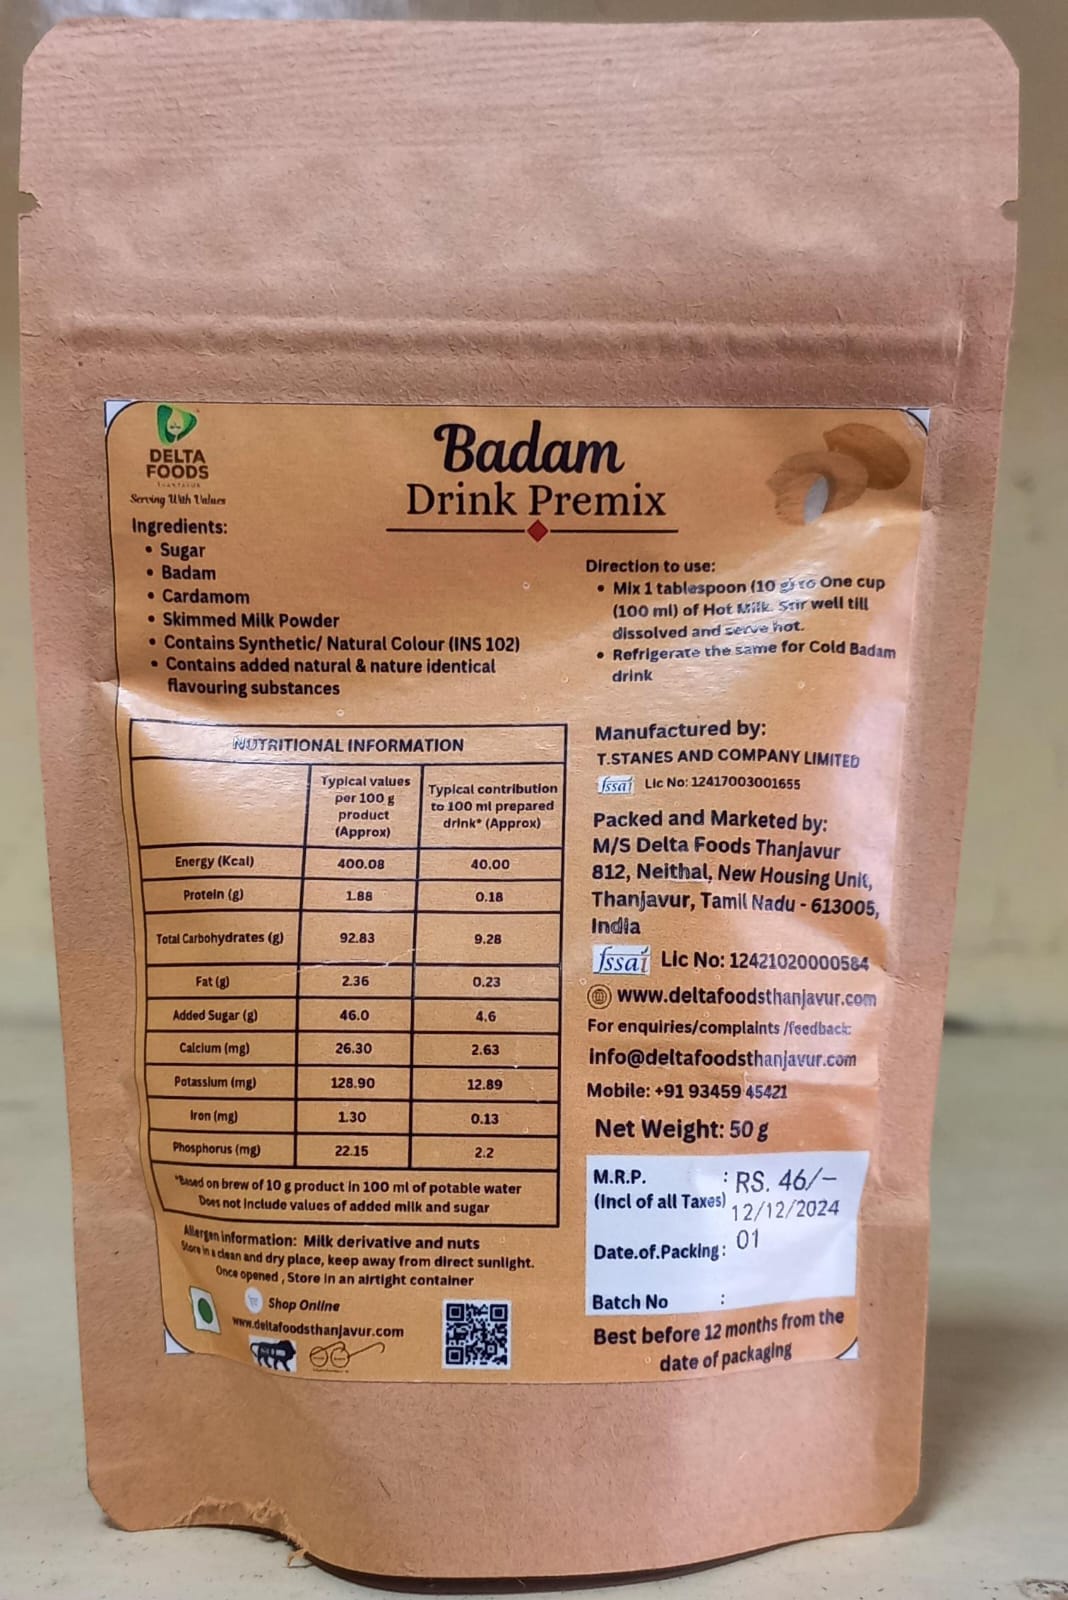 DELTA
FOODS
THANJAVUR
Serving With Values
Badam
Drink Premix
Ingredients:
• Sugar
• Badam
• Cardamom
• Skimmed Milk Powder
• Contains Synthetic/ Natural Colour (INS 102)
• Contains added natural & nature identical
flavouring substances
Direction to use:
• Mix 1 tablespoon (10 g) to One cup
(100 ml) of Hot Milk. Stir well till
dissolved and serve hot.
• Refrigerate the same for Cold Badam
drink
NUTRITIONAL INFORMATION
Typical values
per 100 g
product
(Approx)
Typical contribution
to 100 ml prepared
drink* (Approx)
Energy (Kcal) 400.08 40.00
Protein (g) 1.88 0.18
Total Carbohydrates (g) 92.83 9.28
Fat (g) 2.36 0.23
Added Sugar (g) 46.0 4.6
Calcium (mg) 26.30 2.63
Potassium (mg) 128.90 12.89
Iron (mg) 1.30 0.13
Phosphorus (mg) 22.15 2.2
*Based on brew of 10 g product in 100 ml of potable water
Does not include values of added milk and sugar
Allergen information: Milk derivative and nuts
Store in a clean and dry place, keep away from direct sunlight.
Once opened , Store in an airtight container
Shop Online
www.deltafoodsthanjavur.com
Manufactured by:
T.STANES AND COMPANY LIMITED
fssai Lic No: 12417003001655
Packed and Marketed by:
M/S Delta Foods Thanjavur
812, Neithal, New Housing Unit,
Thanjavur, Tamil Nadu - 613005,
India
fssai Lic No: 12421020000584
www.deltafoodsthanjavur.com
For enquiries/complaints /feedback:
info@deltafoodsthanjavur.com
Mobile: +91 93459 45421
Net Weight: 50 g
M.R.P. : RS. 46/-
(Incl of all Taxes) 12/12/2024
Date.of.Packing : 01
Batch No :
Best before 12 months from the
date of packaging